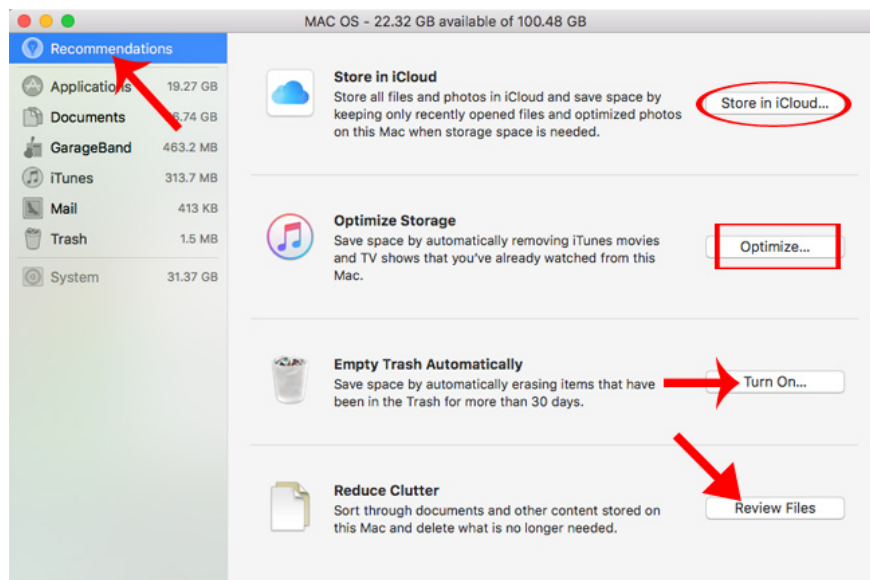 MAC OS - 22.32 GB available of 100.48 GB
Recommendations
Applications 19.27 GB
Documents 6.74 GB
GarageBand 463.2 MB
iTunes 313.7 MB
Mail 413 KB
Trash 1.5 MB
System 31.37 GB
Store in iCloud
Store all files and photos in iCloud and save space by
keeping only recently opened files and optimized photos
on this Mac when storage space is needed.
Store in iCloud...
Optimize Storage
Save space by automatically removing iTunes movies
and TV shows that you've already watched from this
Mac.
Optimize...
Empty Trash Automatically
Save space by automatically erasing items that have
been in the Trash for more than 30 days.
Turn On...
Reduce Clutter
Sort through documents and other content stored on
this Mac and delete what is no longer needed.
Review Files